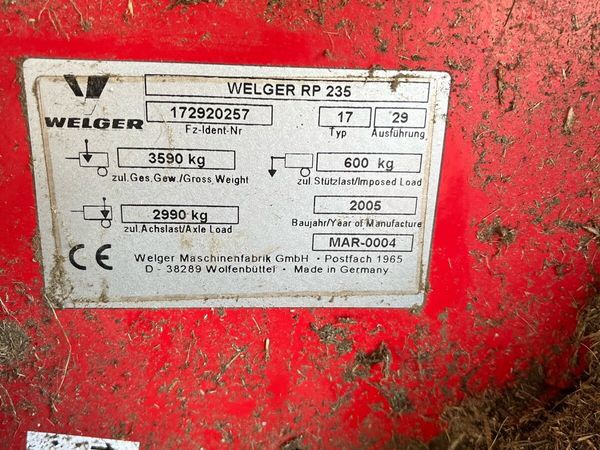 WELGER
WELGER RP 235
172920257
Fz-Ident-Nr
17
Typ
29
Ausführung
3590 kg
zul.Ges.Gew./Gross Weight
600 kg
zul.Stützlast/Imposed Load
2990 kg
zul.Achslast/Axle Load
2005
Baujahr/Year of Manufacture
MAR-0004
CE
Welger Maschinenfabrik GmbH • Postfach 1965
D - 38289 Wolfenbüttel • Made in Germany